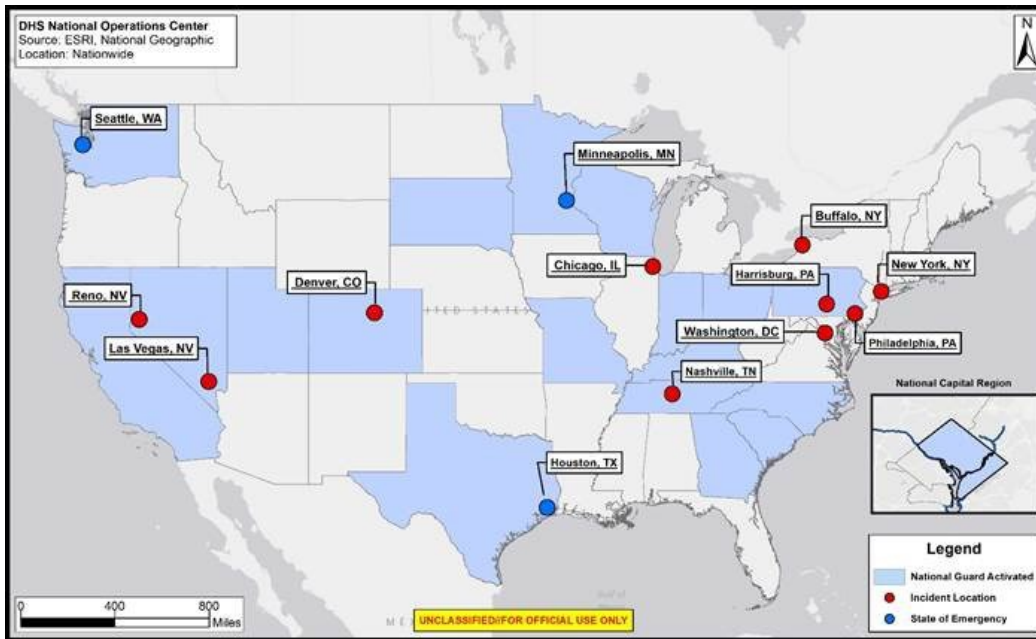 DHS National Operations Center
Source: ESRI, National Geographic
Location: Nationwide
N
Seattle, WA
Minneapolis, MN
Buffalo, NY
Chicago, IL
New York, NY
Harrisburg, PA
Denver, CO
Reno, NV
ITED STATES
Washington, DC
Philadelphia, PA
Las Vegas, NV
Nashville, TN
National Capital Region
Houston, TX
Legend
National Guard Activated
Incident Location
State of Emergency
0 400 800
Miles
UNCLASSIFIED//FOR OFFICIAL USE ONLY